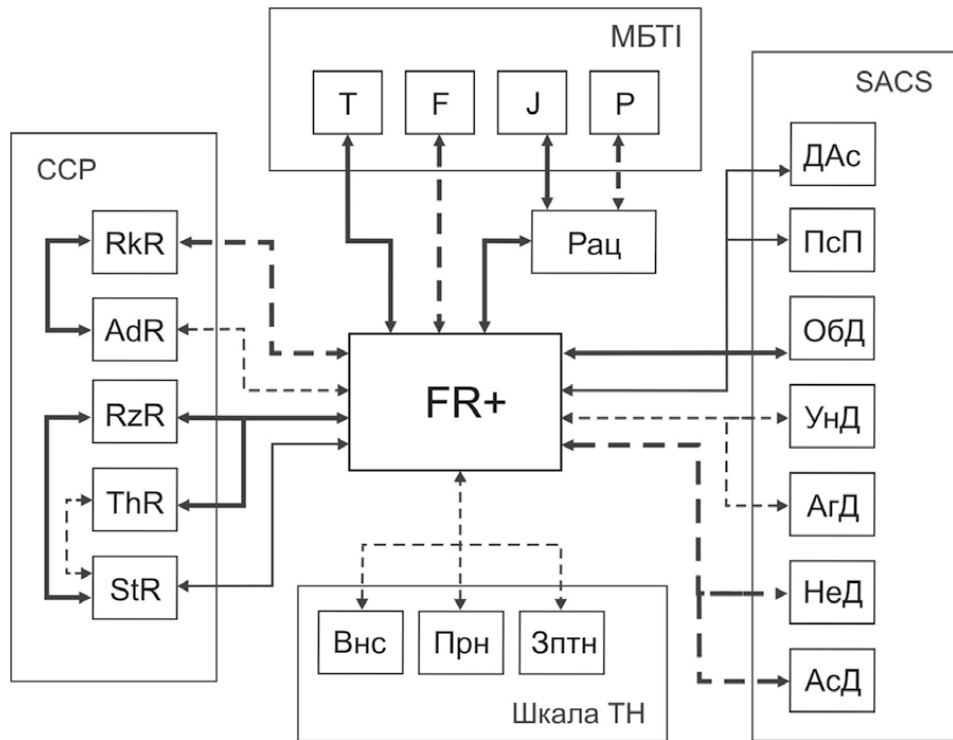 МБТІ
T
F
J
P
Рац
ССР
RkR
AdR
RzR
ThR
StR
FR+
SACS
ДАс
ПсП
ОбД
УнД
АгД
НеД
АсД
Внс
Прн
Зптн
Шкала ТН